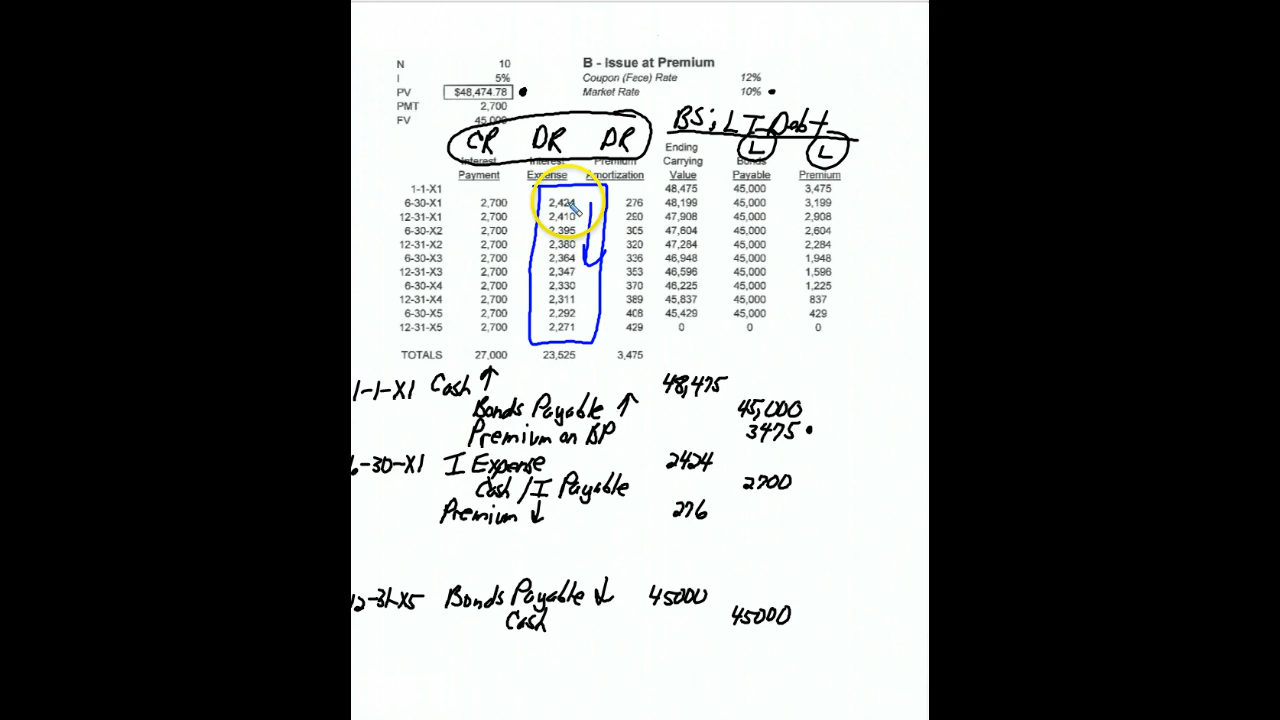 N 10 B - Issue at Premium
I 5% Coupon (Fece) Rate 12%
PV $48,474.78 Market Rate 10%
PMT 2,700
FV 45,000
BS; LT Debt
CR DR DR L L
Interest Interest Premium Ending Carrying Bonds
Payment Expense Amortization Value Payable Premium
1-1-X1 48,475 45,000 3,475
6-30-X1 2,700 2,424 276 48,199 45,000 3,199
12-31-X1 2,700 2,410 290 47,908 45,000 2,908
6-30-X2 2,700 2,395 305 47,604 45,000 2,604
12-31-X2 2,700 2,380 320 47,284 45,000 2,284
6-30-X3 2,700 2,364 336 46,948 45,000 1,948
12-31-X3 2,700 2,347 353 46,596 45,000 1,596
6-30-X4 2,700 2,330 370 46,225 45,000 1,225
12-31-X4 2,700 2,311 389 45,837 45,000 837
6-30-X5 2,700 2,292 408 45,429 45,000 429
12-31-X5 2,700 2,271 429 0 0 0
TOTALS 27,000 23,525 3,475
1-1-X1 Cash ↑ 48,475
Bonds Payable ↑ 45,000
Premium on BP 3475
6-30-X1 I Expense 2424
Cash/I Payable 2700
Premium ↓ 276
12-31-X5 Bonds Payable ↓ 45000
Cash 45000